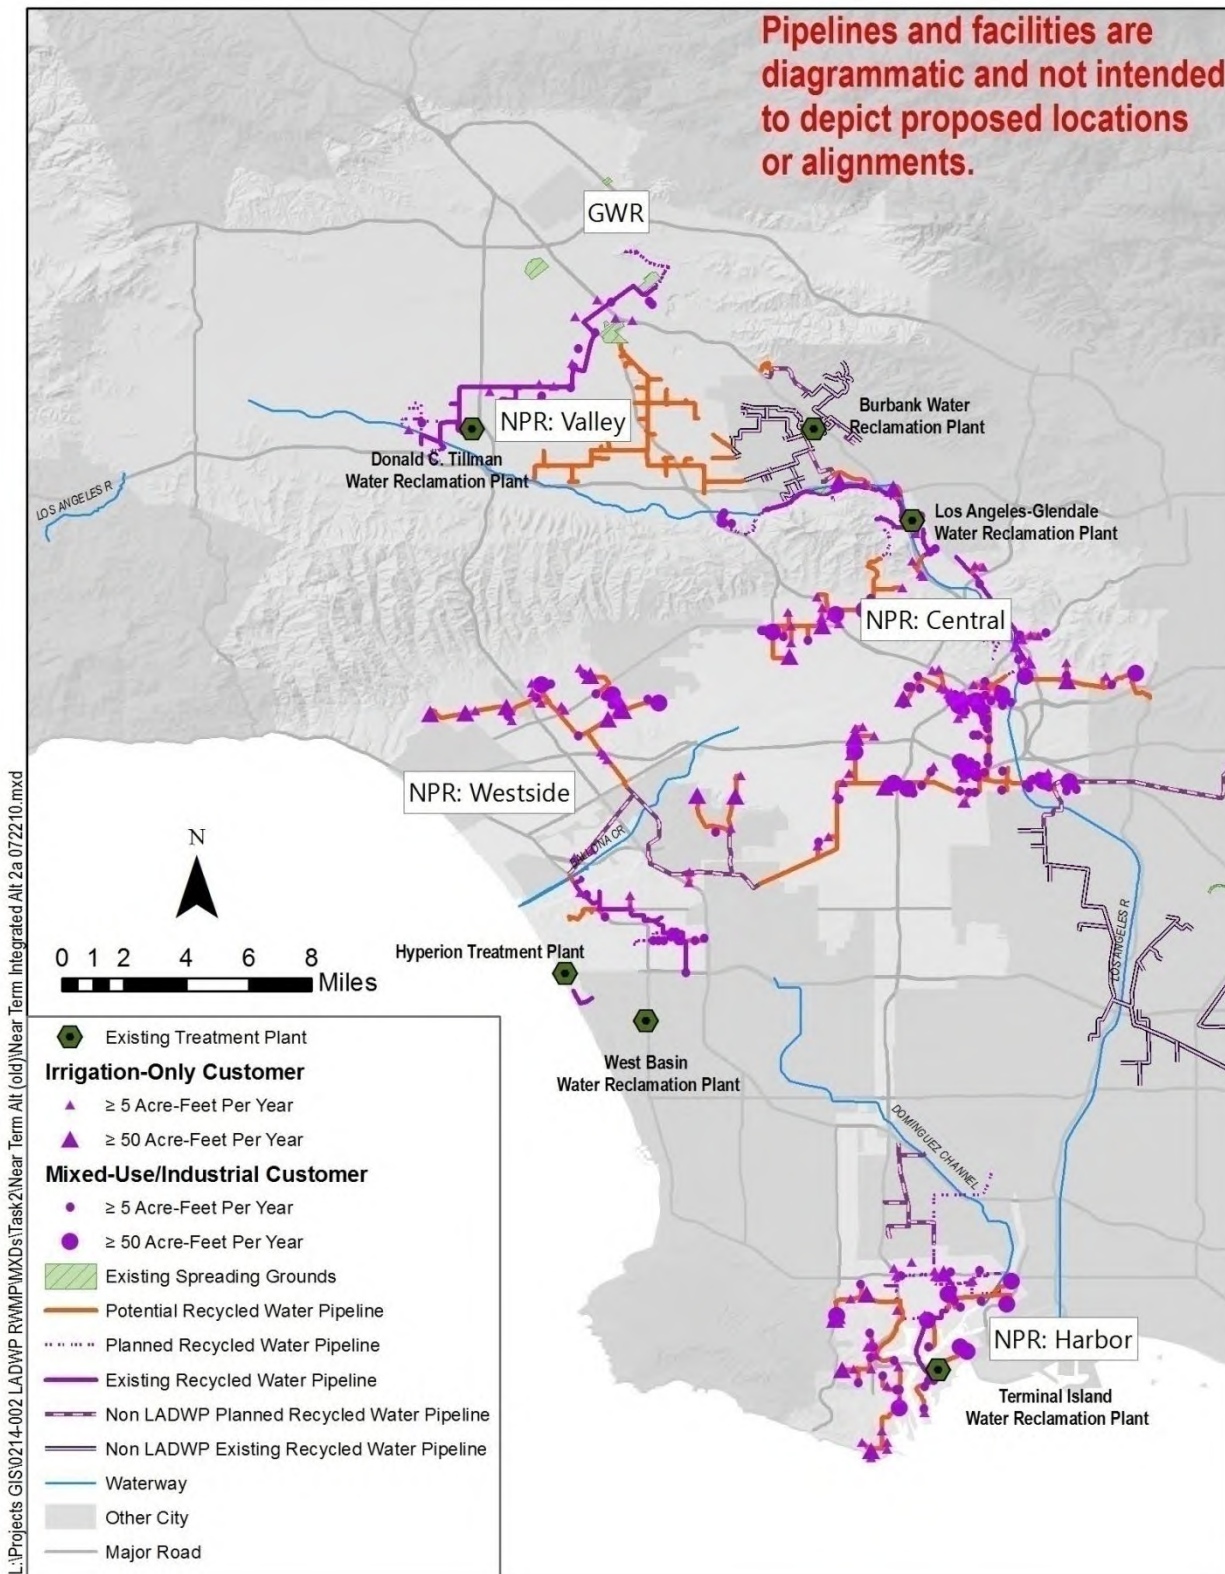 Pipelines and facilities are
diagrammatic and not intended
to depict proposed locations
or alignments.
GWR
NPR: Valley
Burbank Water
Reclamation Plant
Donald C. Tillman
Water Reclamation Plant
LOS ANGELES R
Los Angeles-Glendale
Water Reclamation Plant
NPR: Central
NPR: Westside
BALLONA CR
N
0 1 2 4 6 8
Miles
Hyperion Treatment Plant
LOS ANGELES R
West Basin
Water Reclamation Plant
DOMINGUEZ CHANNEL
NPR: Harbor
Terminal Island
Water Reclamation Plant
Existing Treatment Plant
Irrigation-Only Customer
≥ 5 Acre-Feet Per Year
≥ 50 Acre-Feet Per Year
Mixed-Use/Industrial Customer
≥ 5 Acre-Feet Per Year
≥ 50 Acre-Feet Per Year
Existing Spreading Grounds
Potential Recycled Water Pipeline
Planned Recycled Water Pipeline
Existing Recycled Water Pipeline
Non LADWP Planned Recycled Water Pipeline
Non LADWP Existing Recycled Water Pipeline
Waterway
Other City
Major Road
L:\Projects GIS\0214-002 LADWP RWMP\MXDs\Task2\Near Term Alt (old)\Near Term Integrated Alt 2a 072210.mxd